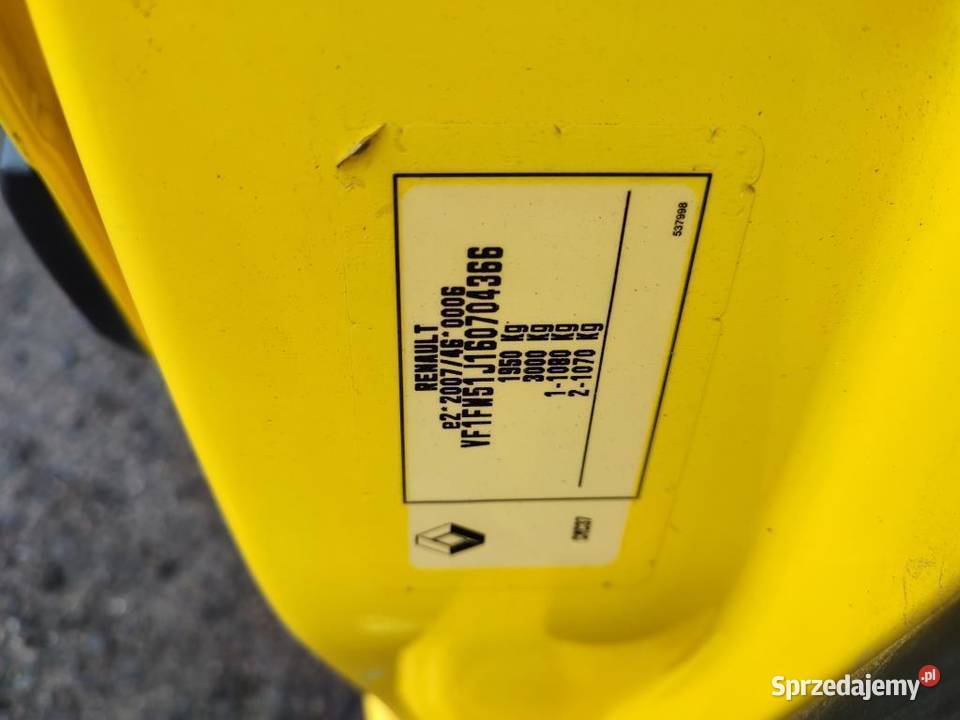 RENAULT
e2*2007/46*0006
VF1FW51J160704366
1950 Kg
3000 Kg
1-1080 Kg
2-1070 Kg
537998
Sprzedajemy.pl